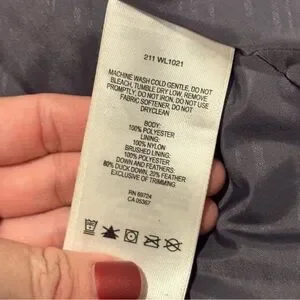 211 WL1021
MACHINE WASH COLD GENTLE, DO NOT
BLEACH, TUMBLE DRY LOW, REMOVE
PROMPTLY, DO NOT IRON, DO NOT USE
FABRIC SOFTENER, DO NOT
DRYCLEAN
BODY:
100% POLYESTER
LINING:
100% NYLON
BRUSHED LINING:
100% POLYESTER
DOWN AND FEATHERS:
80% DUCK DOWN, 20% FEATHER
EXCLUSIVE OF TRIMMING
RN 69724
CA 05367